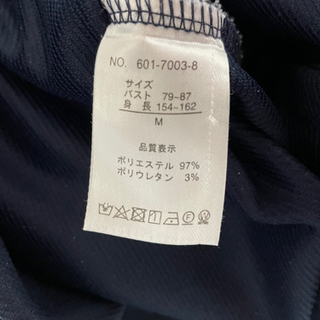 NO. 601-7003-8
サイズ
バスト 79~87
身 長 154~162
M
品質表示
ポリエステル 97%
ポリウレタン 3%